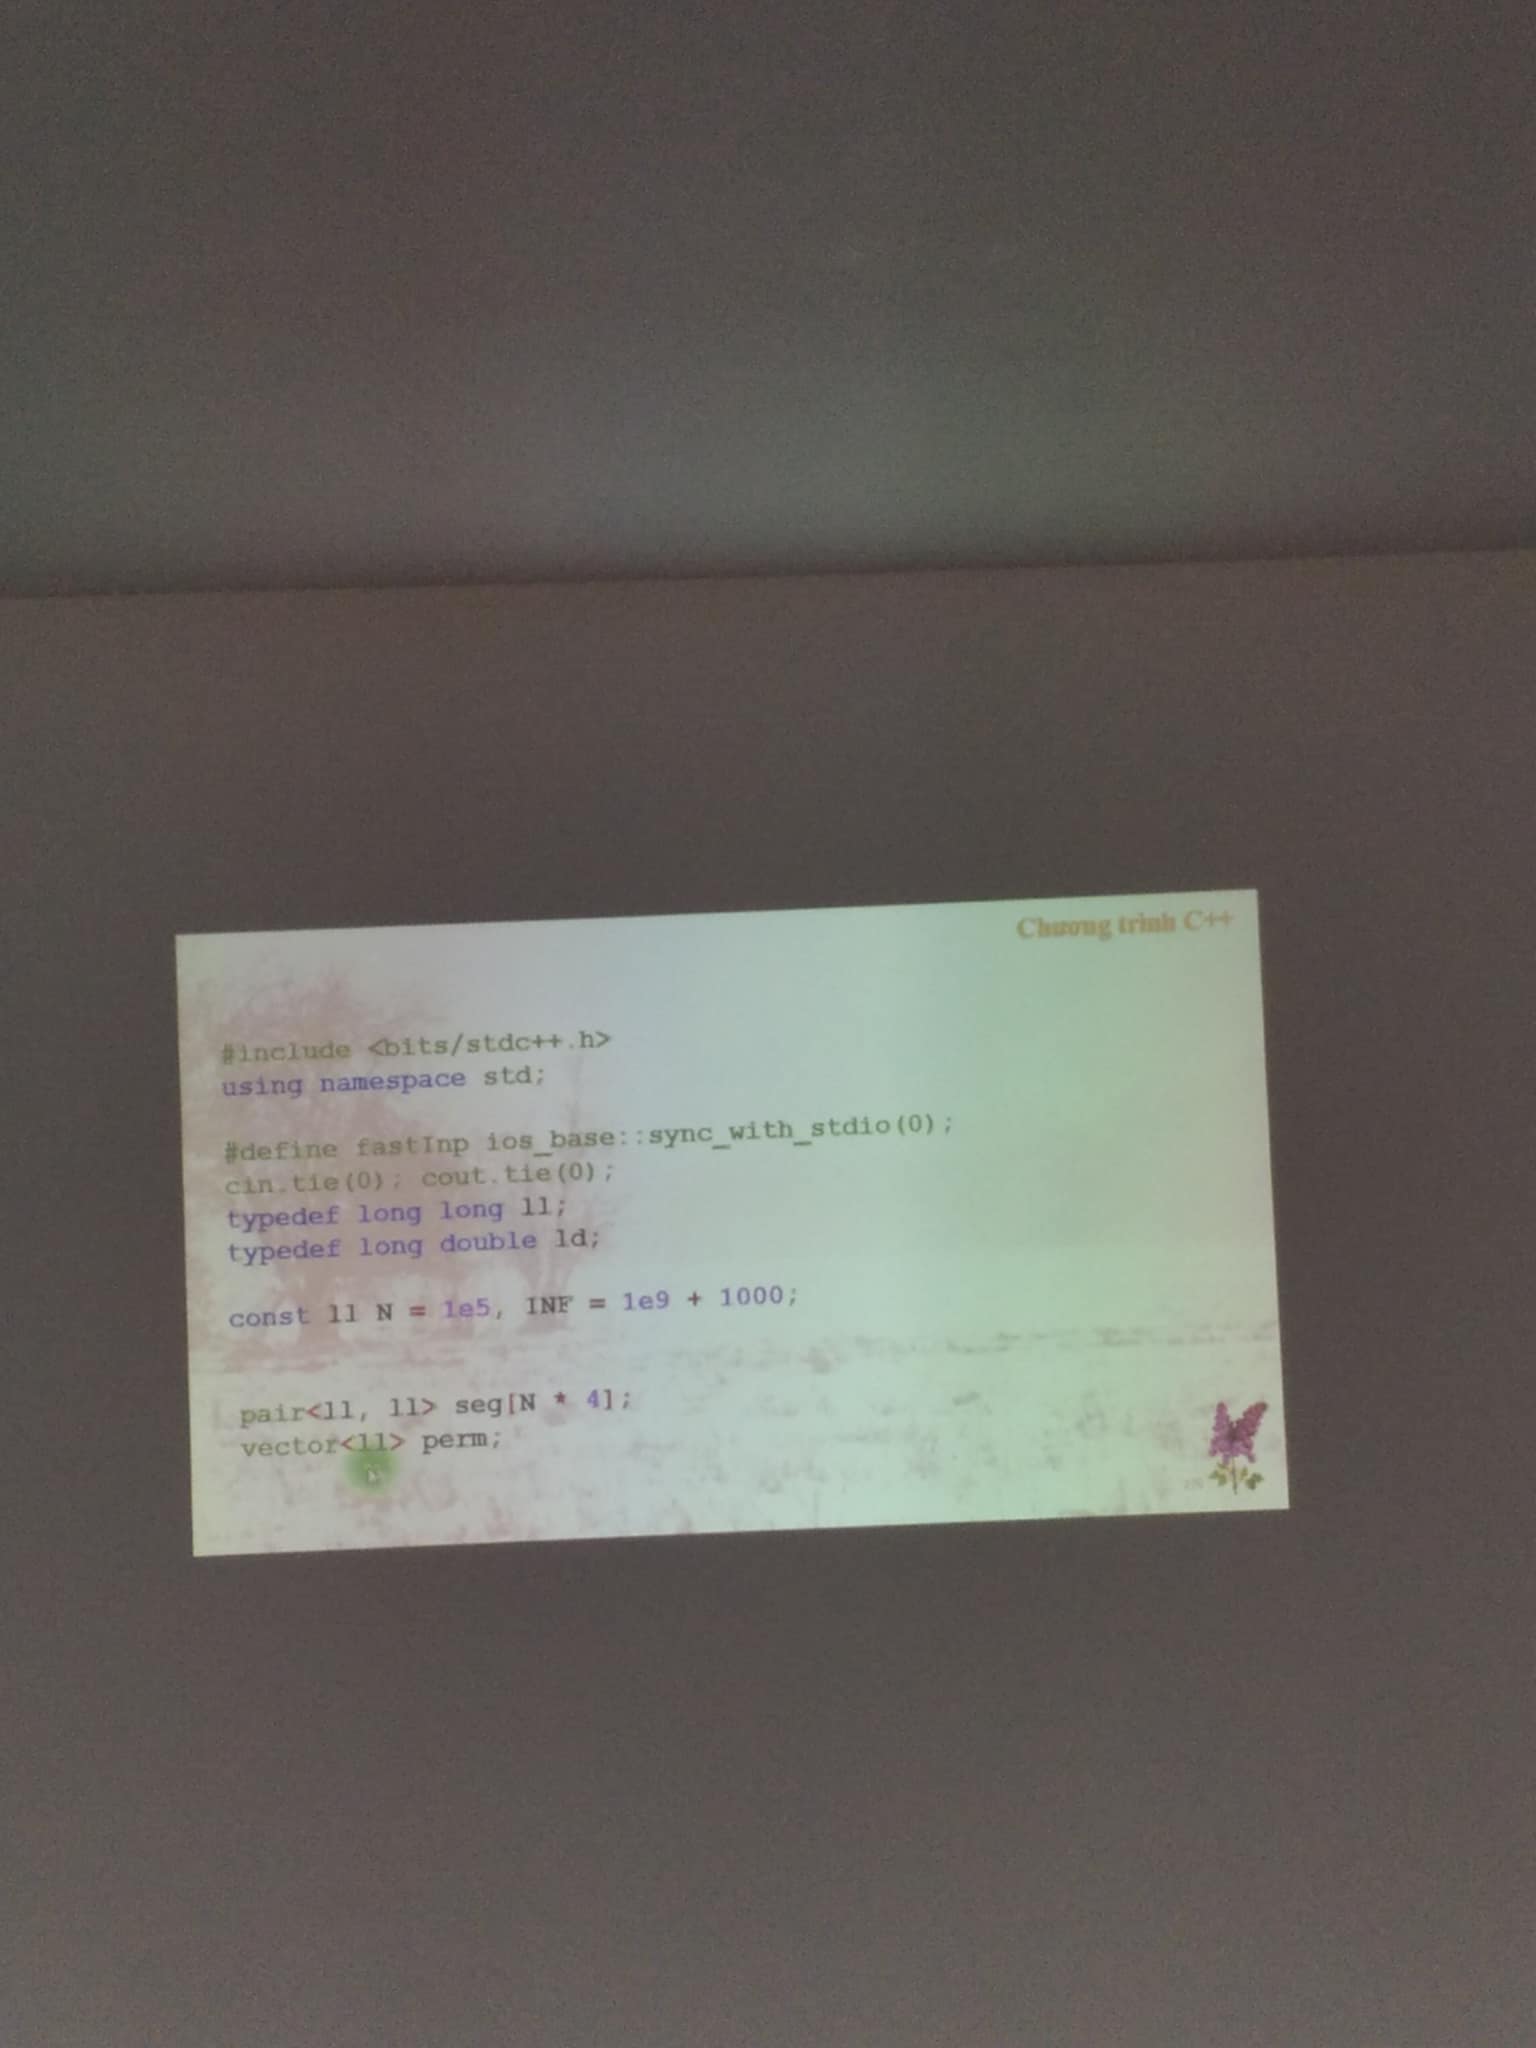 Chương trình C++
#include <bits/stdc++.h>
using namespace std;
#define fastInp ios_base::sync_with_stdio(0);
cin.tie(0); cout.tie(0);
typedef long long ll;
typedef long double ld;
const ll N = 1e5, INF = 1e9 + 1000;
pair<ll, ll> seg[N * 4];
vector<ll> perm;